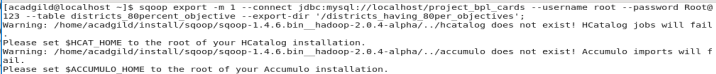 [acadgild@localhost ~]$ sqoop export -m 1 --connect jdbc:mysql://localhost/project_bpl_cards --username root --password Root@
123 --table districts_80percent_objective --export-dir '/districts_having_80per_objectives';
Warning: /home/acadgild/install/sqoop/sqoop-1.4.6.bin__hadoop-2.0.4-alpha/../hcatalog does not exist! HCatalog jobs will fail
.
Please set $HCAT_HOME to the root of your HCatalog installation.
Warning: /home/acadgild/install/sqoop/sqoop-1.4.6.bin__hadoop-2.0.4-alpha/../accumulo does not exist! Accumulo imports will f
ail.
Please set $ACCUMULO_HOME to the root of your Accumulo installation.